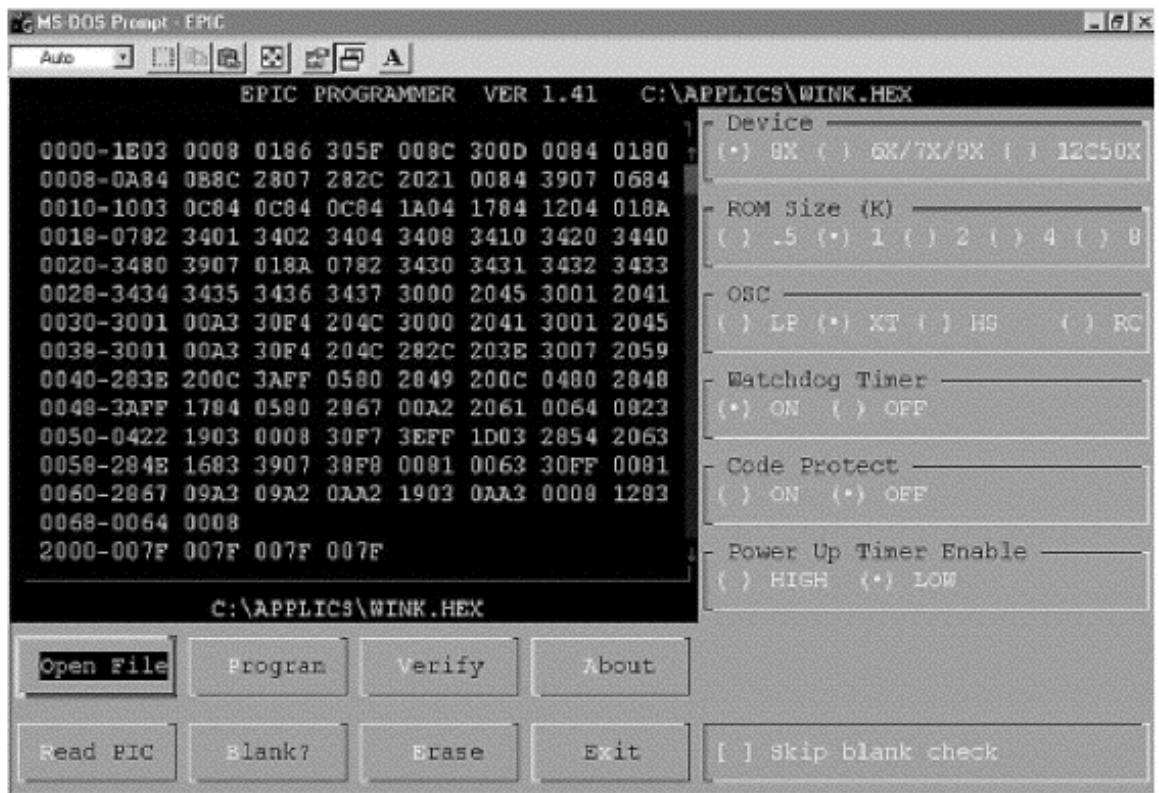 MS-DOS Prompt - EPIC
Auto
A
EPIC PROGRAMMER VER 1.41 C:\APPLICS\WINK.HEX
0000-1E03 0008 0186 305F 008C 300D 0084 0180
0008-0A84 0B8C 2807 282C 2021 0084 3907 0684
0010-1003 0C84 0C84 0C84 1A04 1784 1204 018A
0018-0782 3401 3402 3404 3408 3410 3420 3440
0020-3480 3907 018A 0782 3430 3431 3432 3433
0028-3434 3435 3436 3437 3000 2045 3001 2041
0030-3001 00A3 30F4 204C 3000 2041 3001 2045
0038-3001 00A3 30F4 204C 282C 203E 3007 2059
0040-283E 200C 3AFF 0580 2849 200C 0480 2848
0048-3AFF 1784 0580 2867 00A2 2061 0064 0823
0050-0422 1903 0008 30F7 3EFF 1D03 2854 2063
0058-284E 1683 3907 38F8 0081 0063 30FF 0081
0060-2867 09A3 09A2 0AA2 1903 0AA3 0008 1283
0068-0064 0008
2000-007F 007F 007F 007F
C:\APPLICS\WINK.HEX
Device
(•) 8X ( ) 6X/7X/9X ( ) 12C50X
ROM Size (K)
( ) .5 (•) 1 ( ) 2 ( ) 4 ( ) 8
OSC
( ) LP (•) XT ( ) HS ( ) RC
Watchdog Timer
(•) ON ( ) OFF
Code Protect
( ) ON (•) OFF
Power Up Timer Enable
( ) HIGH (•) LOW
Open File Program Verify About
Read PIC Blank? Erase Exit [ ] Skip blank check